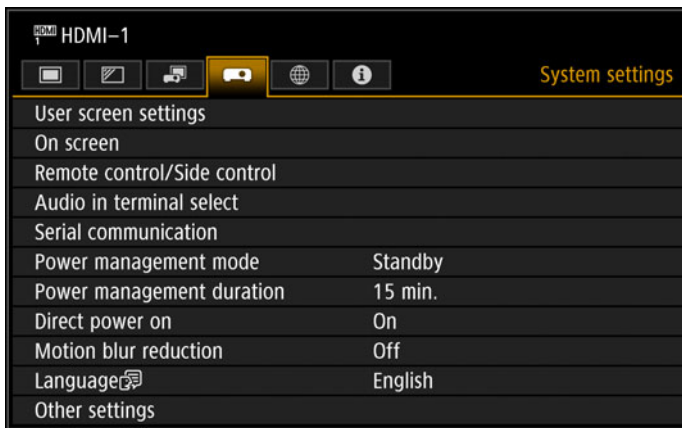 HDMI 1 HDMI-1
System settings
User screen settings
On screen
Remote control/Side control
Audio in terminal select
Serial communication
Power management mode Standby
Power management duration 15 min.
Direct power on On
Motion blur reduction Off
Language English
Other settings